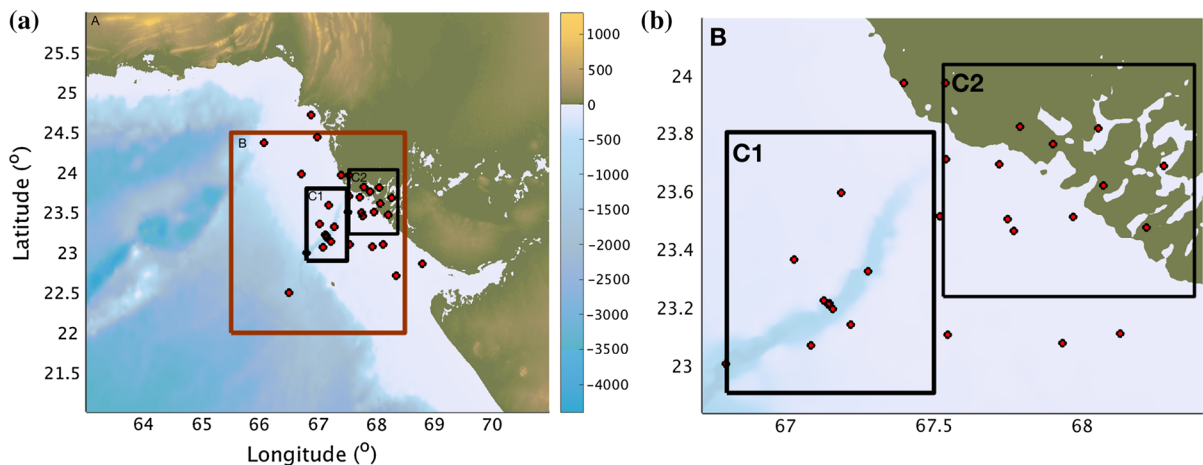 (a)
A
25.5
25
24.5
24
23.5
23
22.5
22
21.5
Latitude (o)
B
C1
C2
64 65 66 67 68 69 70
Longitude (o)
1000
500
0
−500
−1000
−1500
−2000
−2500
−3000
−3500
−4000
(b)
B
C2
C1
24
23.8
23.6
23.4
23.2
23
Latitude (o)
67 67.5 68